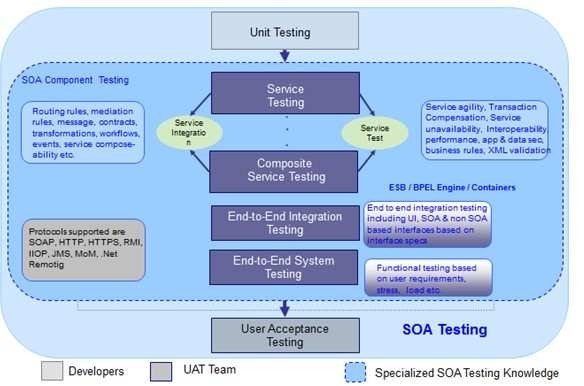 Unit Testing
SOA Component Testing
Service
Testing
Routing rules, mediation
rules, message, contracts,
transformations, workflows,
events, service compose-
ability etc.
Service
Integratio
n
Service
Test
Service agility, Transaction
Compensation, Service
unavailability, Interoperability,
performance, app & data sec,
business rules, XML validation
Composite
Service Testing
ESB / BPEL Engine / Containers
End-to-End Integration
Testing
End to end integration testing
including UI, SOA & non SOA
based interfaces based on
interface specs
Protocols supported are
SOAP, HTTP, HTTPS, RMI,
IIOP, JMS, MoM, .Net
Remotig
End-to-End System
Testing
Functional testing based
on user requirements,
stress, load etc..
User Acceptance
Testing
SOA Testing
Developers
UAT Team
Specialized SOA Testing Knowledge